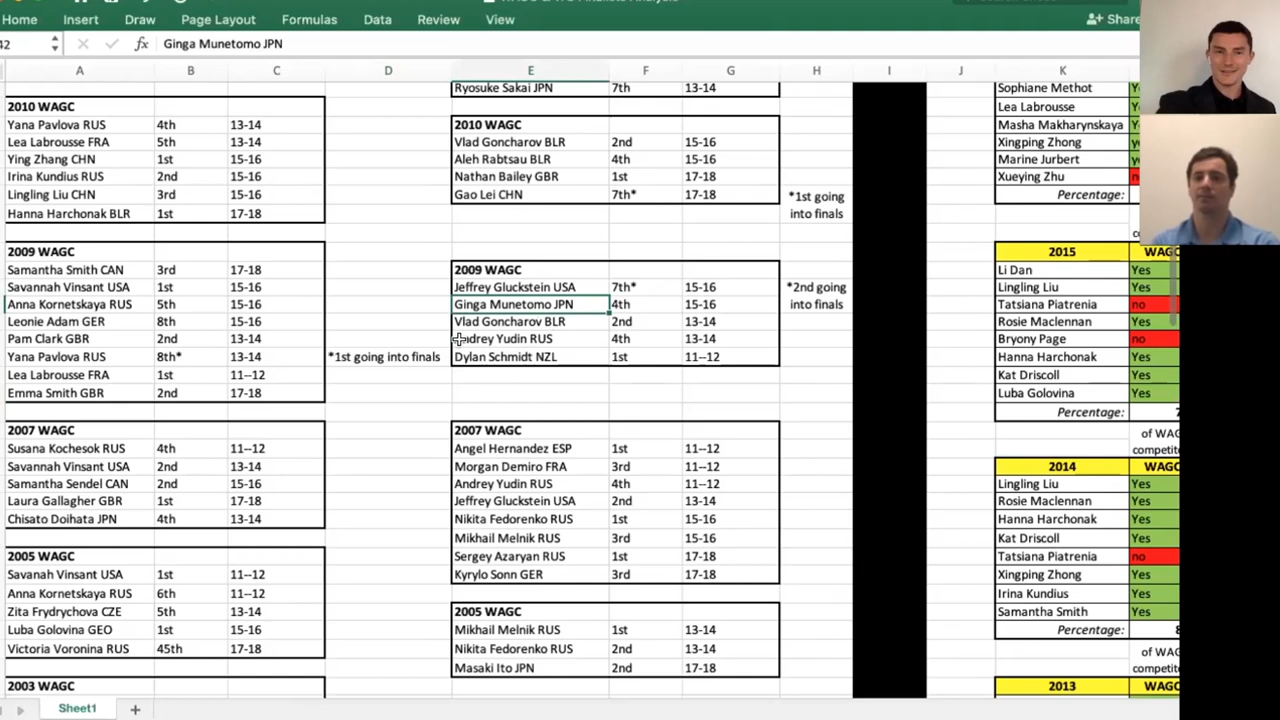 Home Insert Draw Page Layout Formulas Data Review View Share
Ginga Munetomo JPN
A B C D E F G H I J K
2010 WAGC
Yana Pavlova RUS 4th 13-14
Lea Labrousse FRA 5th 13-14
Ying Zhang CHN 1st 15-16
Irina Kundius RUS 2nd 15-16
Lingling Liu CHN 3rd 15-16
Hanna Harchonak BLR 1st 17-18
2009 WAGC
Samantha Smith CAN 3rd 17-18
Savannah Vinsant USA 1st 15-16
Anna Kornetskaya RUS 5th 15-16
Leonie Adam GER 8th 15-16
Pam Clark GBR 2nd 13-14
Yana Pavlova RUS 8th* 13-14 *1st going into finals
Lea Labrousse FRA 1st 11--12
Emma Smith GBR 2nd 17-18
2007 WAGC
Susana Kochesok RUS 4th 11--12
Savannah Vinsant USA 2nd 13-14
Samantha Sendel CAN 2nd 15-16
Laura Gallagher GBR 1st 17-18
Chisato Doihata JPN 4th 13-14
2005 WAGC
Savanah Vinsant USA 1st 11--12
Anna Kornetskaya RUS 6th 11--12
Zita Frydrychova CZE 5th 13-14
Luba Golovina GEO 1st 15-16
Victoria Voronina RUS 45th 17-18
2003 WAGC
Ryosuke Sakai JPN 7th 13-14
2010 WAGC
Vlad Goncharov BLR 2nd 15-16
Aleh Rabtsau BLR 4th 15-16
Nathan Bailey GBR 1st 17-18
Gao Lei CHN 7th* 17-18
*1st going
into finals
2009 WAGC
Jeffrey Gluckstein USA 7th* 15-16
Ginga Munetomo JPN 4th 15-16
*2nd going
into finals
Vlad Goncharov BLR 2nd 13-14
Andrey Yudin RUS 4th 13-14
Dylan Schmidt NZL 1st 11--12
2007 WAGC
Angel Hernandez ESP 1st 11--12
Morgan Demiro FRA 3rd 11--12
Andrey Yudin RUS 4th 11--12
Jeffrey Gluckstein USA 2nd 13-14
Nikita Fedorenko RUS 1st 15-16
Mikhail Melnik RUS 3rd 15-16
Sergey Azaryan RUS 1st 17-18
Kyrylo Sonn GER 3rd 17-18
2005 WAGC
Mikhail Melnik RUS 1st 13-14
Nikita Fedorenko RUS 2nd 13-14
Masaki Ito JPN 2nd 17-18
Sophiane Methot
Lea Labrousse
Masha Makharynskaya
Xingping Zhong
Marine Jurbert
Xueying Zhu
Percentage:
2015 WAGC
Li Dan Yes
Lingling Liu Yes
Tatsiana Piatrenia no
Rosie Maclennan Yes
Bryony Page no
Hanna Harchonak Yes
Kat Driscoll Yes
Luba Golovina Yes
Percentage:
of WAG
competit
2014 WAGC
Lingling Liu Yes
Rosie Maclennan Yes
Hanna Harchonak Yes
Kat Driscoll Yes
Tatsiana Piatrenia no
Xingping Zhong Yes
Irina Kundius Yes
Samantha Smith Yes
Percentage:
of WAG
competit
2013 WAGC
Sheet1